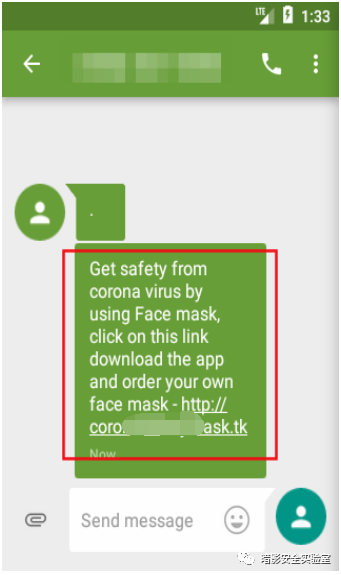 LTE 1:33
.
Get safety from
corona virus by
using Face mask,
click on this link
download the app
and order your own
face mask - http://
coro ask.tk
Now
Send message
暗影安全实验室